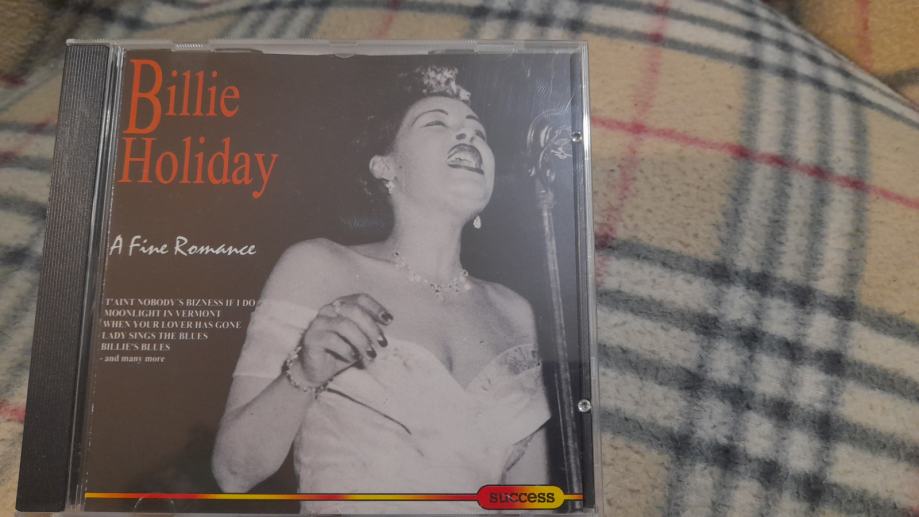 Billie
Holiday
A Fine Romance
T'AINT NOBODY'S BIZNESS IF I DO
MOONLIGHT IN VERMONT
WHEN YOUR LOVER HAS GONE
LADY SINGS THE BLUES
BILLIE'S BLUES
- and many more
success